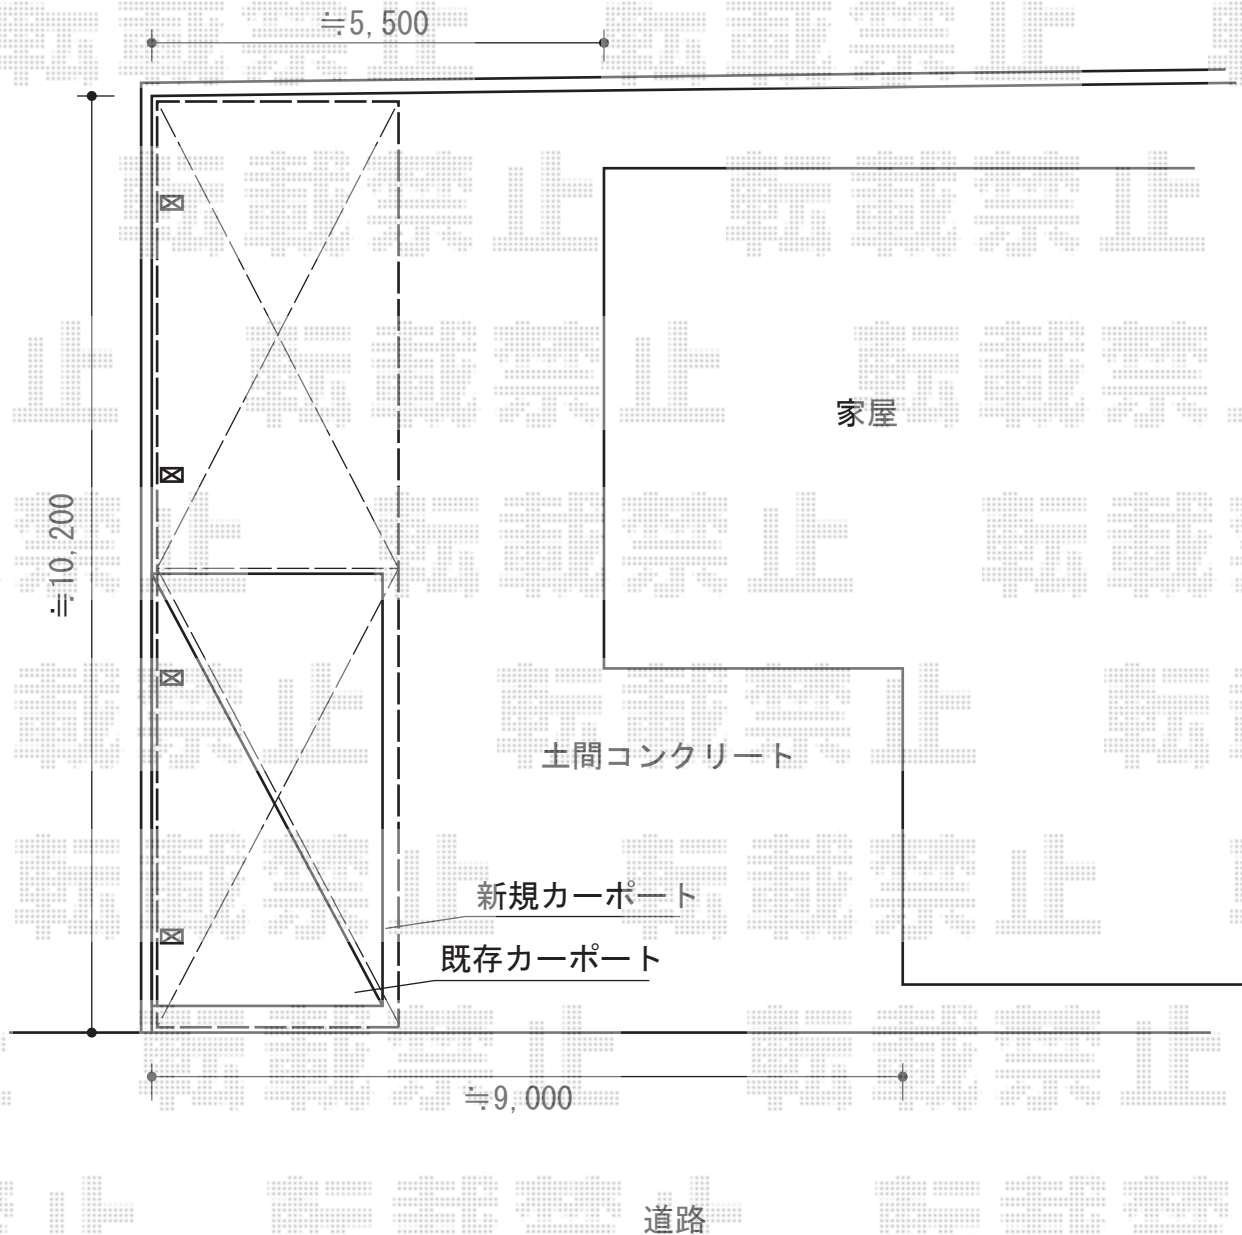 ≒5,500
家屋
≒10,200
土間コンクリート
新規カーポート
既存カーポート
≒9,000
道路
転載禁止